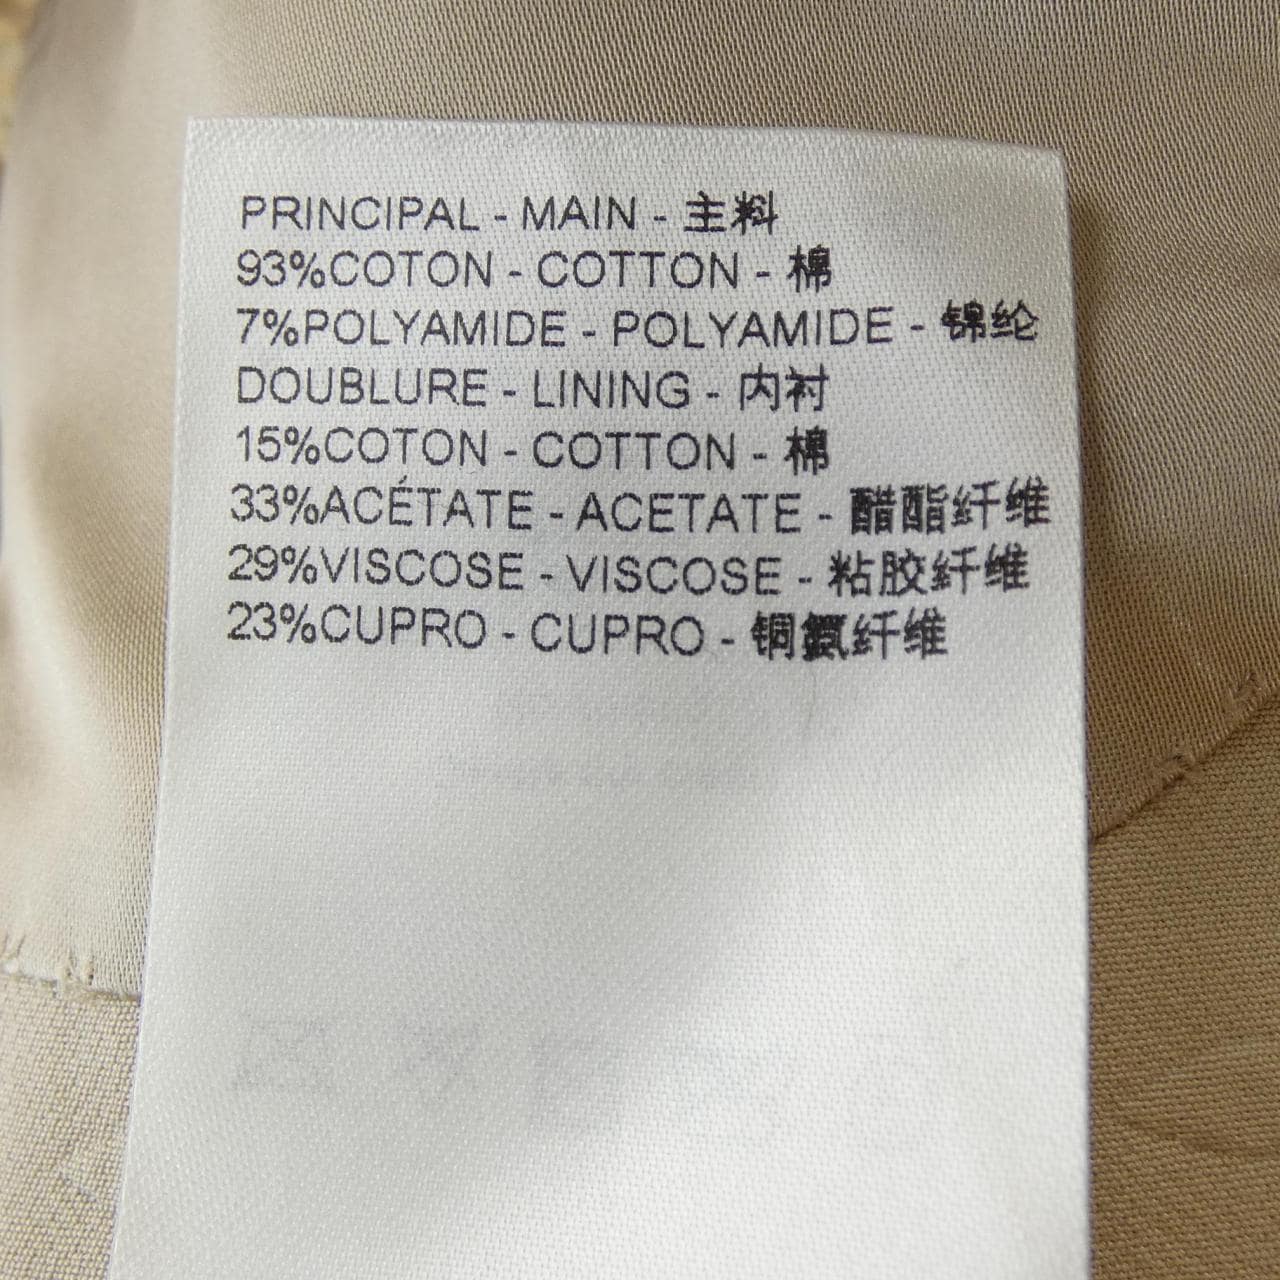 PRINCIPAL - MAIN - 主料
93%COTON - COTTON - 棉
7%POLYAMIDE - POLYAMIDE - 锦纶
DOUBLURE - LINING - 内衬
15%COTON - COTTON - 棉
33%ACÉTATE - ACETATE - 醋酯纤维
29%VISCOSE - VISCOSE - 粘胶纤维
23%CUPRO - CUPRO - 铜氨纤维